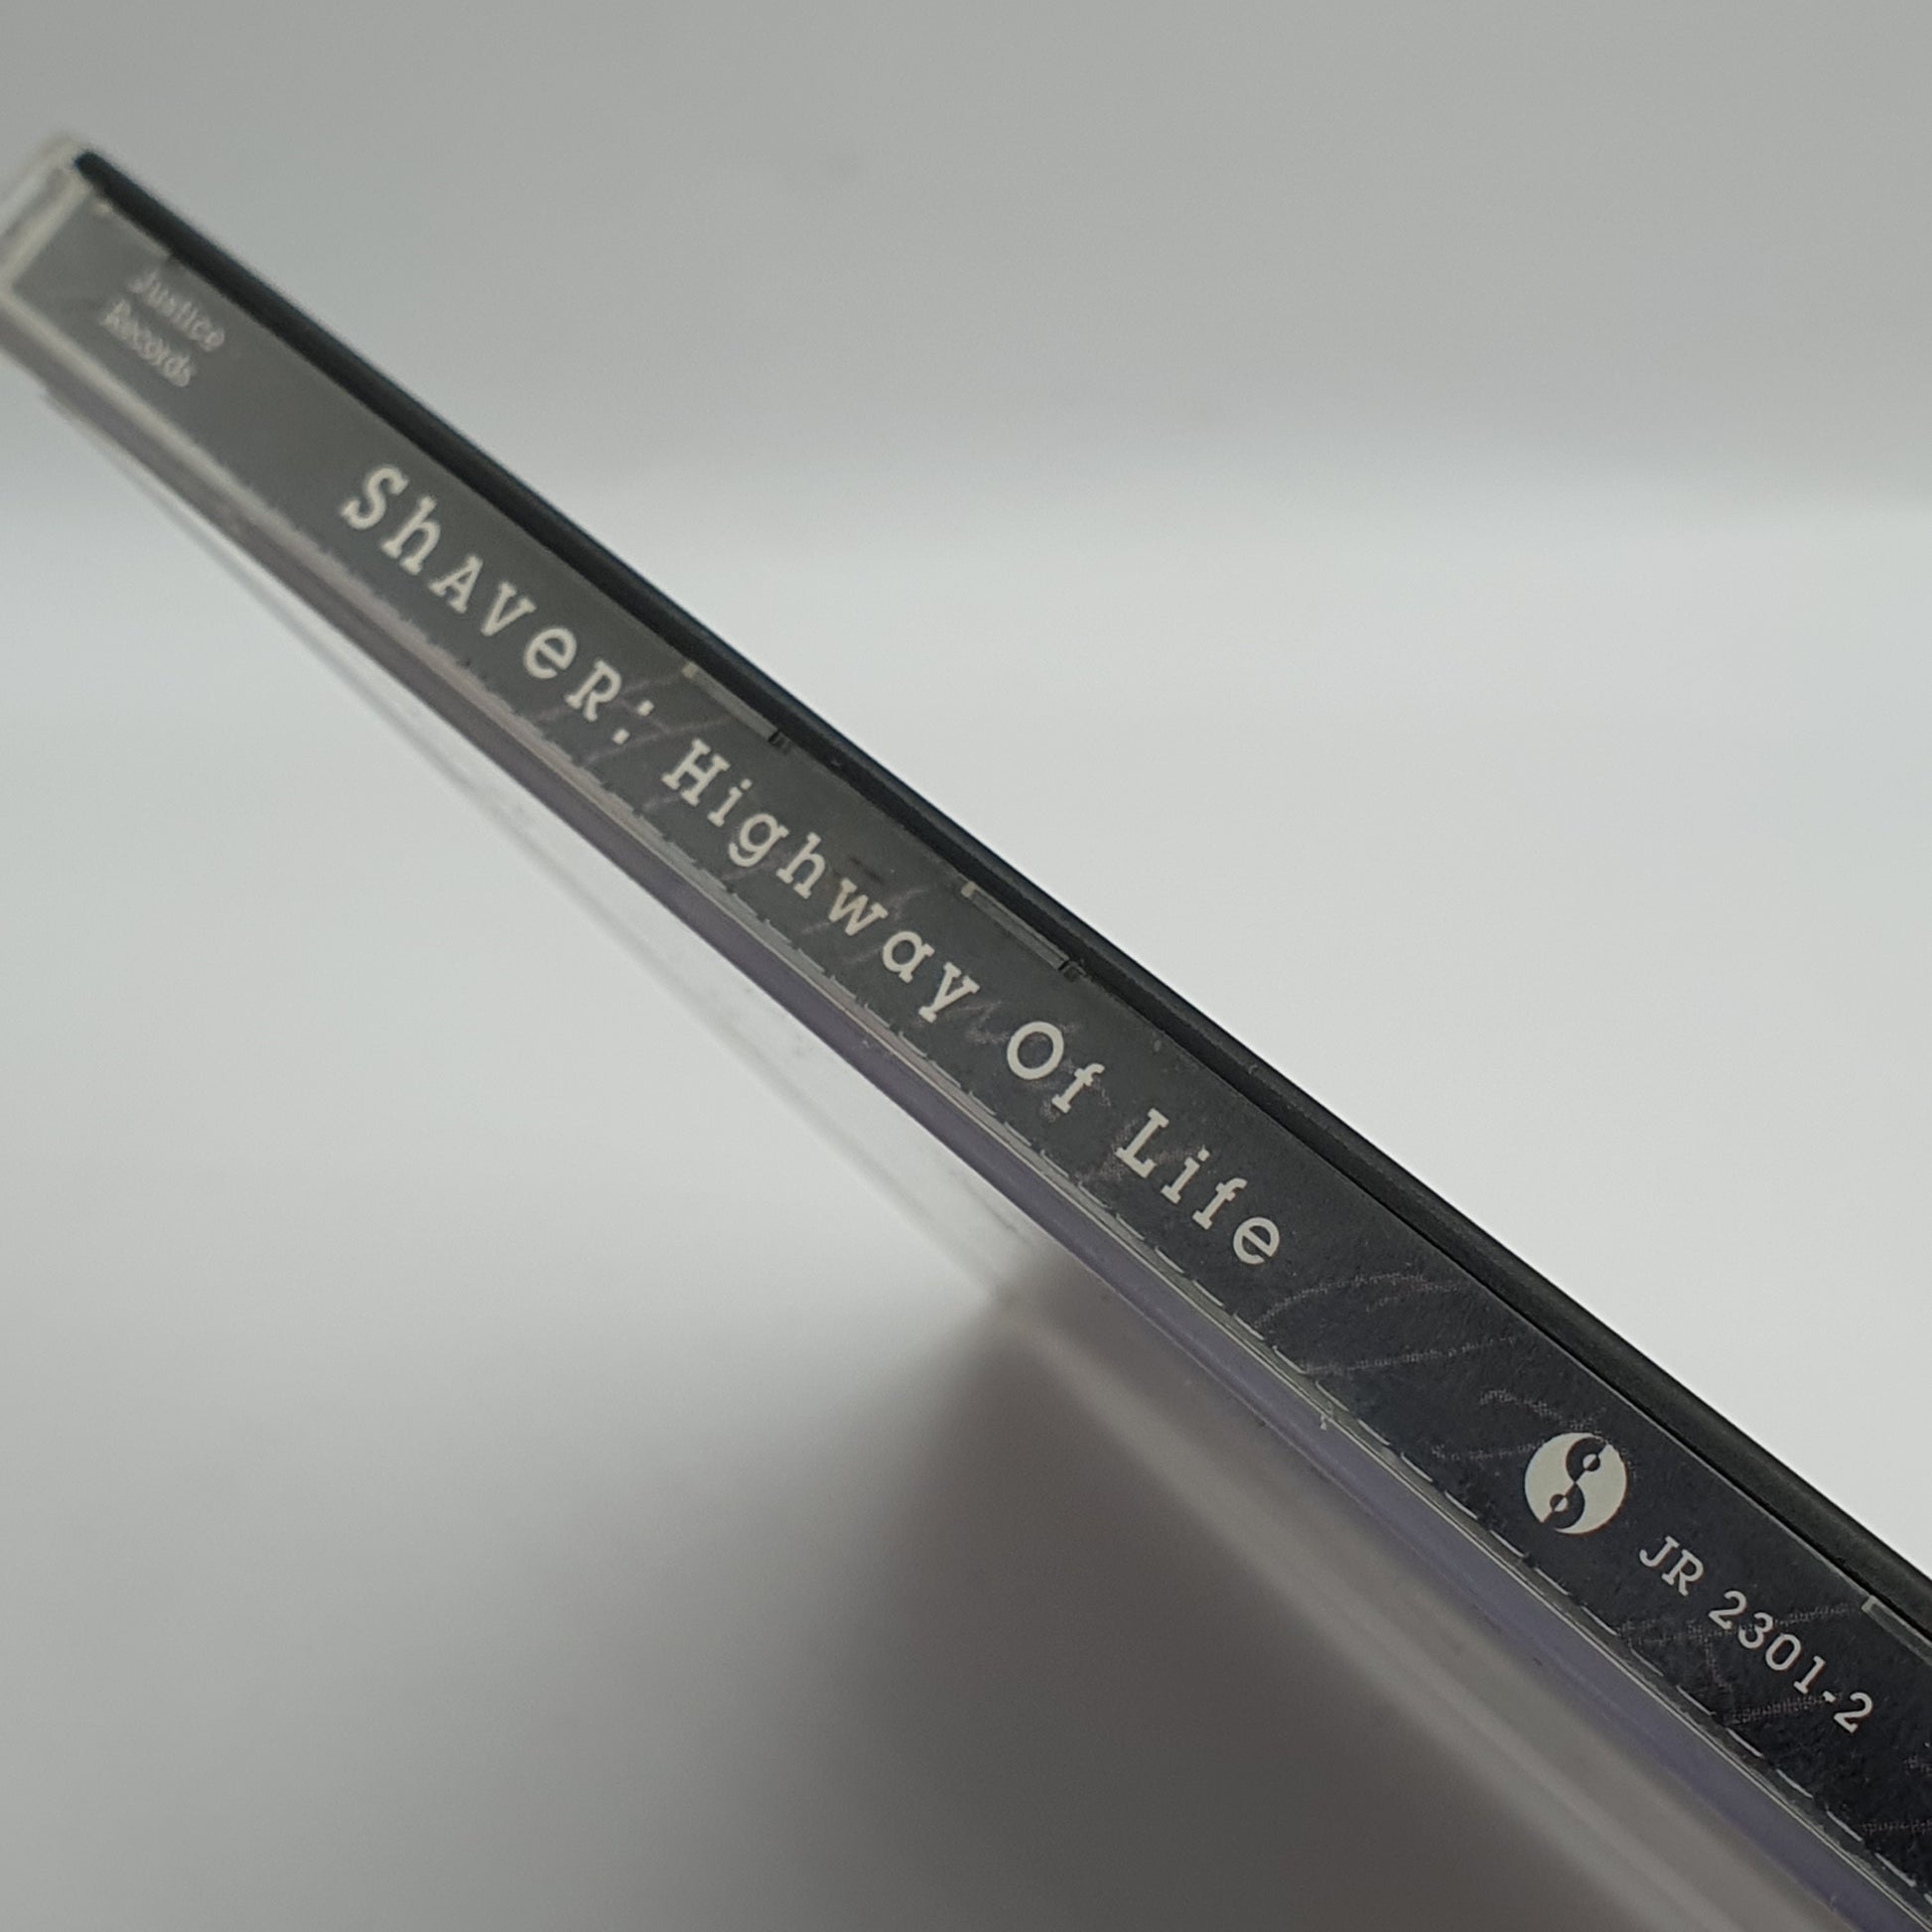 Justice
Records
ShAVeR: Highway Of Life
JR 2301-2